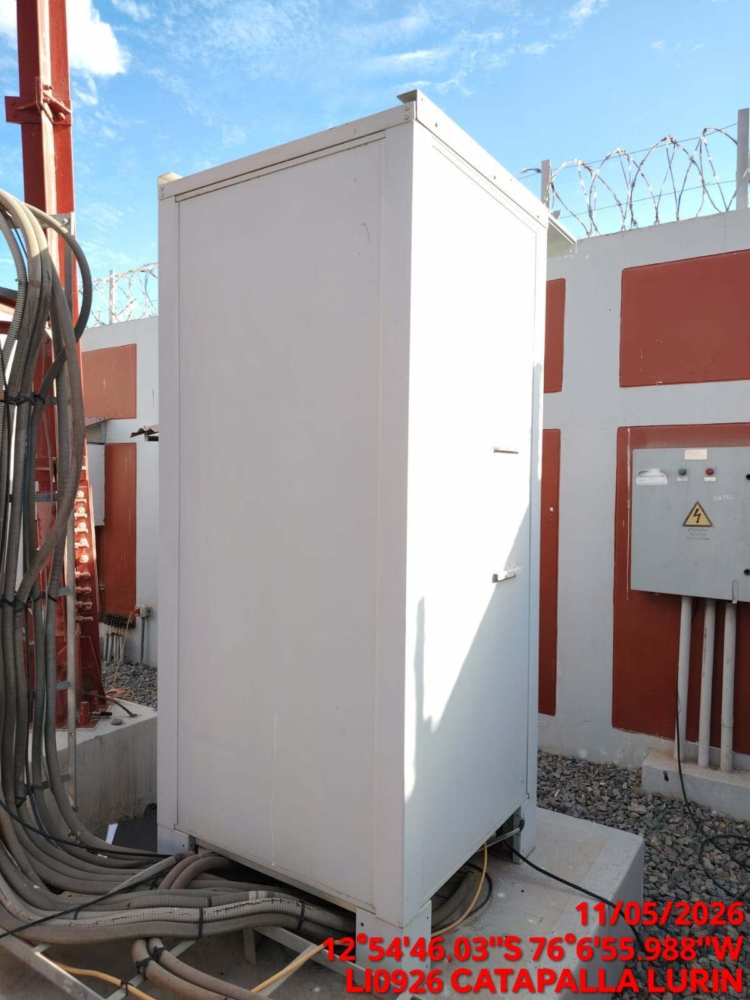 ENTEL
11/05/2026
12°54'46.03"S 76°6'55.988"W
LI0926 CATAPALLA LURIN